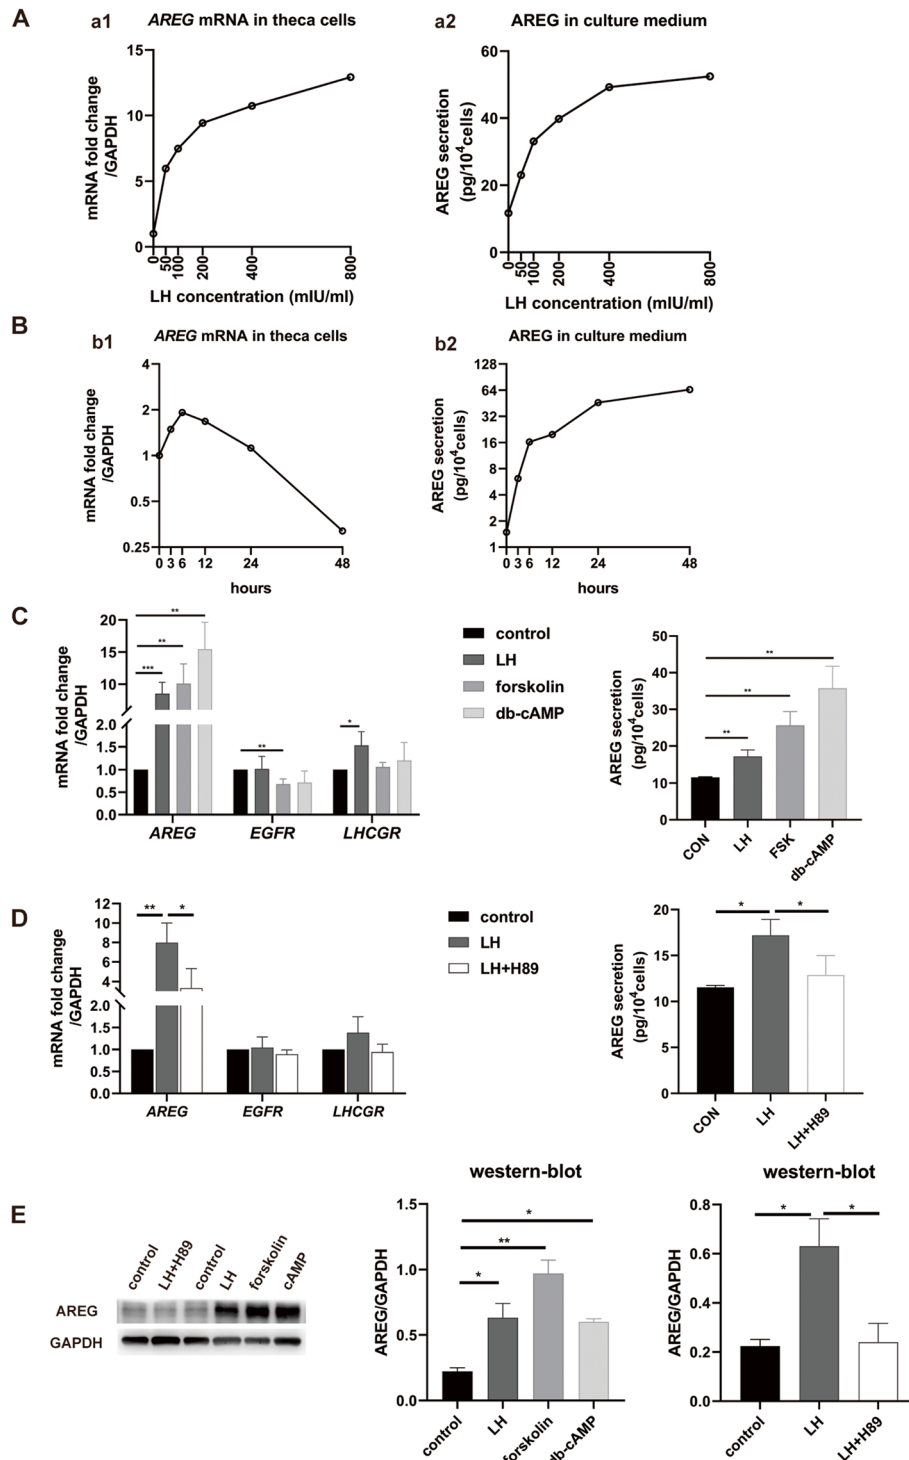 A
a1
AREG mRNA in theca cells
mRNA fold change
/GAPDH
15
10
5
0
0
50
100
200
400
800
LH concentration (mIU/ml)
a2
AREG in culture medium
AREG secretion
(pg/10⁴cells)
60
40
20
0
0
50
100
200
400
800
LH concentration (mIU/ml)
B
b1
AREG mRNA in theca cells
mRNA fold change
/GAPDH
4
2
1
0.5
0.25
0 3 6 12 24 48
hours
b2
AREG in culture medium
AREG secretion
(pg/10⁴cells)
128
64
32
16
8
4
2
1
0 3 6 12 24 48
hours
C
mRNA fold change
/GAPDH
20
15
10
5
2.0
1.5
1.0
0.5
0.0
**
**
***
**
*
AREG EGFR LHCGR
control
LH
forskolin
db-cAMP
AREG secretion
(pg/10⁴cells)
50
40
30
20
10
0
**
**
**
CON
LH
FSK
db-cAMP
D
mRNA fold change
/GAPDH
12
10
8
6
4
2.0
1.5
1.0
0.5
0.0
** *
AREG EGFR LHCGR
control
LH
LH+H89
AREG secretion
(pg/10⁴cells)
20
15
10
5
0
* *
CON
LH
LH+H89
E
control
LH+H89
control
LH
forskolin
cAMP
AREG
GAPDH
western-blot
AREG/GAPDH
1.5
1.0
0.5
0.0
*
**
*
control
LH
forskolin
db-cAMP
western-blot
AREG/GAPDH
0.8
0.6
0.4
0.2
0.0
* *
control
LH
LH+H89